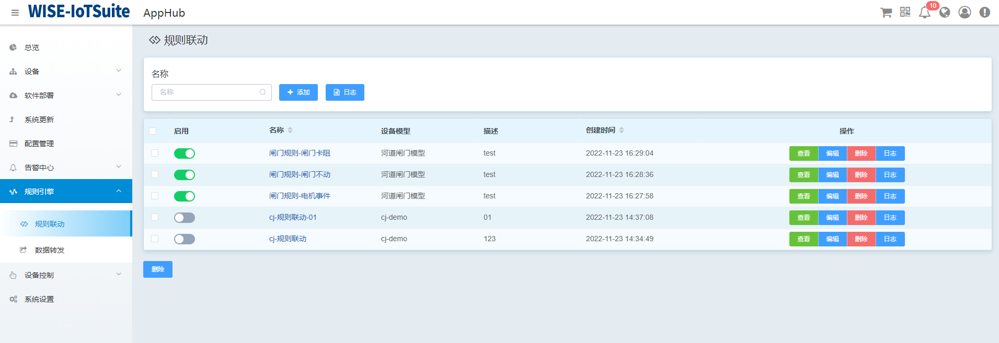 WISE-IoTSuite AppHub 10
总览
设备
软件部署
系统更新
配置管理
告警中心
规则引擎
规则联动
数据转发
设备控制
系统设置
规则联动
名称
名称 添加 日志
启用 名称 设备模型 描述 创建时间 操作
闸门规则-闸门卡阻 河道闸门模型 test 2022-11-23 16:29:04 查看 编辑 删除 日志
闸门规则-闸门不动 河道闸门模型 test 2022-11-23 16:28:36 查看 编辑 删除 日志
闸门规则-电机事件 河道闸门模型 test 2022-11-23 16:27:58 查看 编辑 删除 日志
cj-规则联动-01 cj-demo 01 2022-11-23 14:37:08 查看 编辑 删除 日志
cj-规则联动 cj-demo 123 2022-11-23 14:34:49 查看 编辑 删除 日志
删除